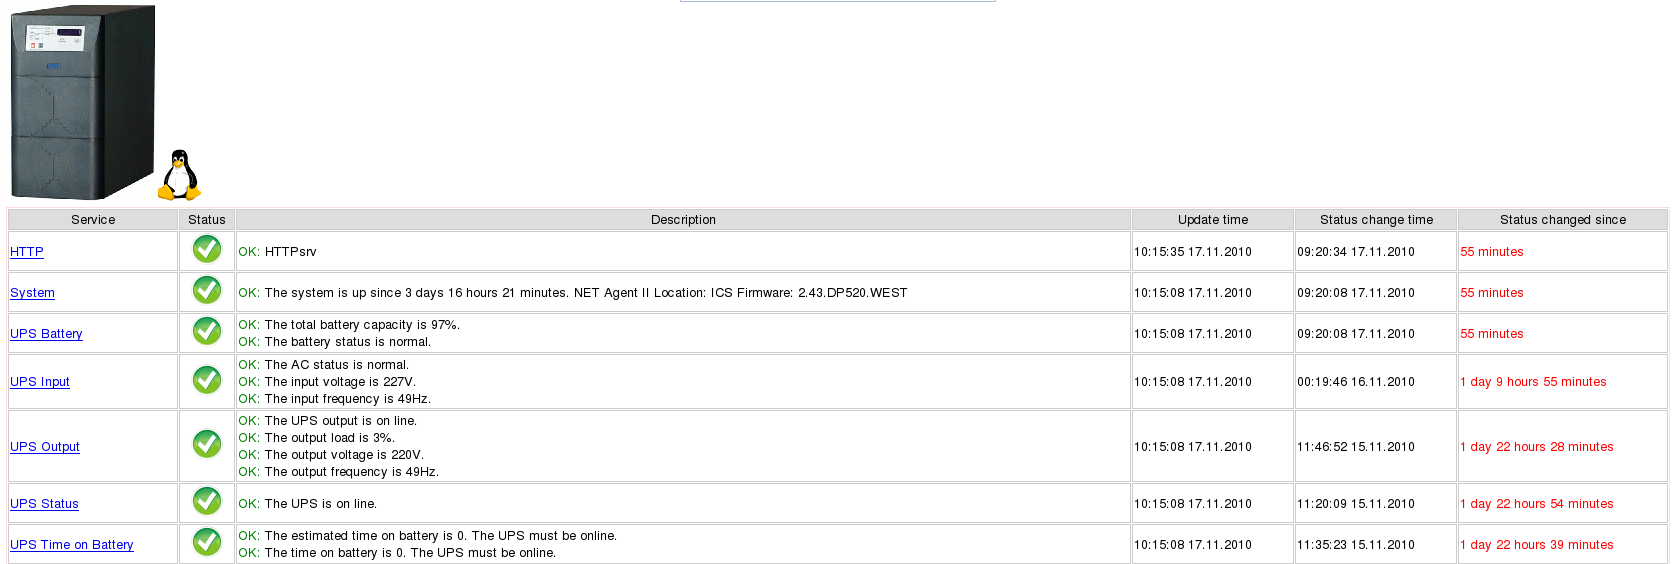 Service Status Description Update time Status change time Status changed since
HTTP OK: HTTPsrv 10:15:35 17.11.2010 09:20:34 17.11.2010 55 minutes
System OK: The system is up since 3 days 16 hours 21 minutes. NET Agent II Location: ICS Firmware: 2.43.DP520.WEST 10:15:08 17.11.2010 09:20:08 17.11.2010 55 minutes
UPS Battery OK: The total battery capacity is 97%.
OK: The battery status is normal. 10:15:08 17.11.2010 09:20:08 17.11.2010 55 minutes
UPS Input OK: The AC status is normal.
OK: The input voltage is 227V.
OK: The input frequency is 49Hz. 10:15:08 17.11.2010 00:19:46 16.11.2010 1 day 9 hours 55 minutes
UPS Output OK: The UPS output is on line.
OK: The output load is 3%.
OK: The output voltage is 220V.
OK: The output frequency is 49Hz. 10:15:08 17.11.2010 11:46:52 15.11.2010 1 day 22 hours 28 minutes
UPS Status OK: The UPS is on line. 10:15:08 17.11.2010 11:20:09 15.11.2010 1 day 22 hours 54 minutes
UPS Time on Battery OK: The estimated time on battery is 0. The UPS must be online.
OK: The time on battery is 0. The UPS must be online. 10:15:08 17.11.2010 11:35:23 15.11.2010 1 day 22 hours 39 minutes